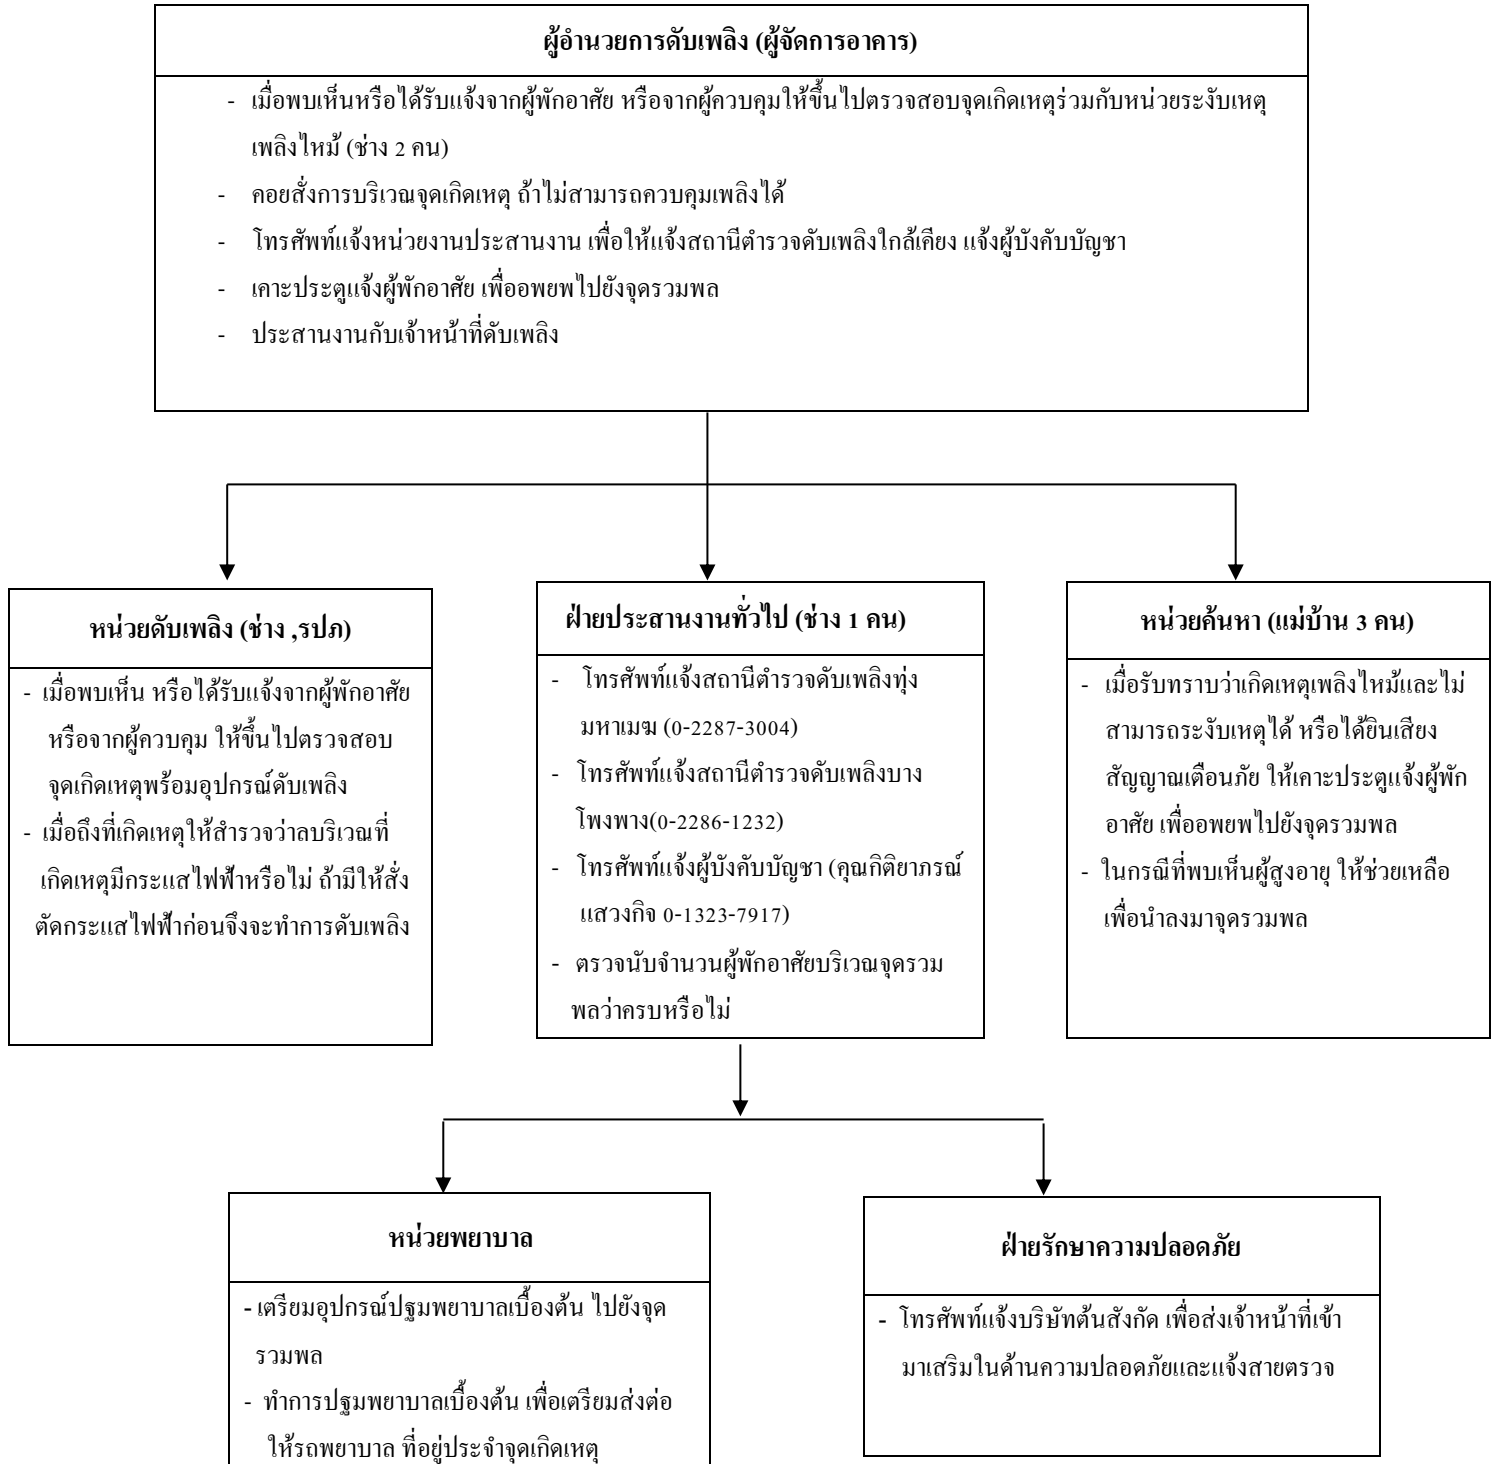 ผู้อำนวยการดับเพลิง (ผู้จัดการอาคาร)
- เมื่อพบเห็นหรือได้รับแจ้งจากผู้พักอาศัย หรือจากผู้ควบคุมให้ขึ้นไปตรวจสอบจุดเกิดเหตุร่วมกับหน่วยระงับเหตุ
เพลิงไหม้ (ช่าง 2 คน)
- คอยสั่งการบริเวณจุดเกิดเหตุ ถ้าไม่สามารถควบคุมเพลิงได้
- โทรศัพท์แจ้งหน่วยงานประสานงาน เพื่อให้แจ้งสถานีตำรวจดับเพลิงใกล้เคียง แจ้งผู้บังคับบัญชา
- เคาะประตูแจ้งผู้พักอาศัย เพื่ออพยพไปยังจุดรวมพล
- ประสานงานกับเจ้าหน้าที่ดับเพลิง
หน่วยดับเพลิง (ช่าง ,รปภ)
- เมื่อพบเห็น หรือได้รับแจ้งจากผู้พักอาศัย
หรือจากผู้ควบคุม ให้ขึ้นไปตรวจสอบ
จุดเกิดเหตุพร้อมอุปกรณ์ดับเพลิง
- เมื่อถึงที่เกิดเหตุให้สำรวจว่าลบริเวณที่
เกิดเหตุมีกระแสไฟฟ้าหรือไม่ ถ้ามีให้สั่ง
ตัดกระแสไฟฟ้าก่อนจึงจะทำการดับเพลิง
ฝ่ายประสานงานทั่วไป (ช่าง 1 คน)
- โทรศัพท์แจ้งสถานีตำรวจดับเพลิงทุ่ง
มหาเมฆ (0-2287-3004)
- โทรศัพท์แจ้งสถานีตำรวจดับเพลิงบาง
โพงพาง(0-2286-1232)
- โทรศัพท์แจ้งผู้บังคับบัญชา (คุณกิติยาภรณ์
แสวงกิจ 0-1323-7917)
- ตรวจนับจำนวนผู้พักอาศัยบริเวณจุดรวม
พลว่าครบหรือไม่
หน่วยค้นหา (แม่บ้าน 3 คน)
- เมื่อรับทราบว่าเกิดเหตุเพลิงไหม้และไม่
สามารถระงับเหตุได้ หรือได้ยินเสียง
สัญญาณเตือนภัย ให้เคาะประตูแจ้งผู้พัก
อาศัย เพื่ออพยพไปยังจุดรวมพล
- ในกรณีที่พบเห็นผู้สูงอายุ ให้ช่วยเหลือ
เพื่อนำลงมาจุดรวมพล
หน่วยพยาบาล
- เตรียมอุปกรณ์ปฐมพยาบาลเบื้องต้น ไปยังจุด
รวมพล
- ทำการปฐมพยาบาลเบื้องต้น เพื่อเตรียมส่งต่อ
ให้รถพยาบาล ที่อยู่ประจำจุดเกิดเหตุ
ฝ่ายรักษาความปลอดภัย
- โทรศัพท์แจ้งบริษัทต้นสังกัด เพื่อส่งเจ้าหน้าที่เข้า
มาเสริมในด้านความปลอดภัยและแจ้งสายตรวจ